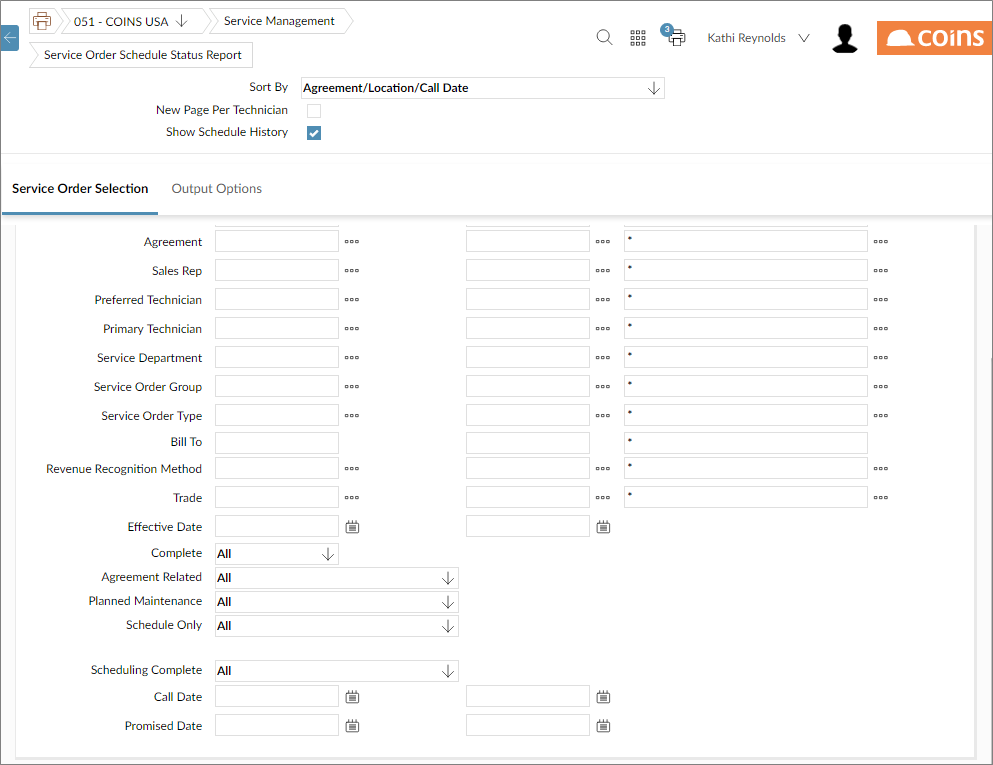 051 - COINS USA
Service Management
3
Kathi Reynolds
coins
Service Order Schedule Status Report
Sort By Agreement/Location/Call Date
New Page Per Technician
Show Schedule History
Service Order Selection Output Options
Agreement *
Sales Rep *
Preferred Technician *
Primary Technician *
Service Department *
Service Order Group *
Service Order Type *
Bill To *
Revenue Recognition Method *
Trade *
Effective Date
Complete All
Agreement Related All
Planned Maintenance All
Schedule Only All
Scheduling Complete All
Call Date
Promised Date